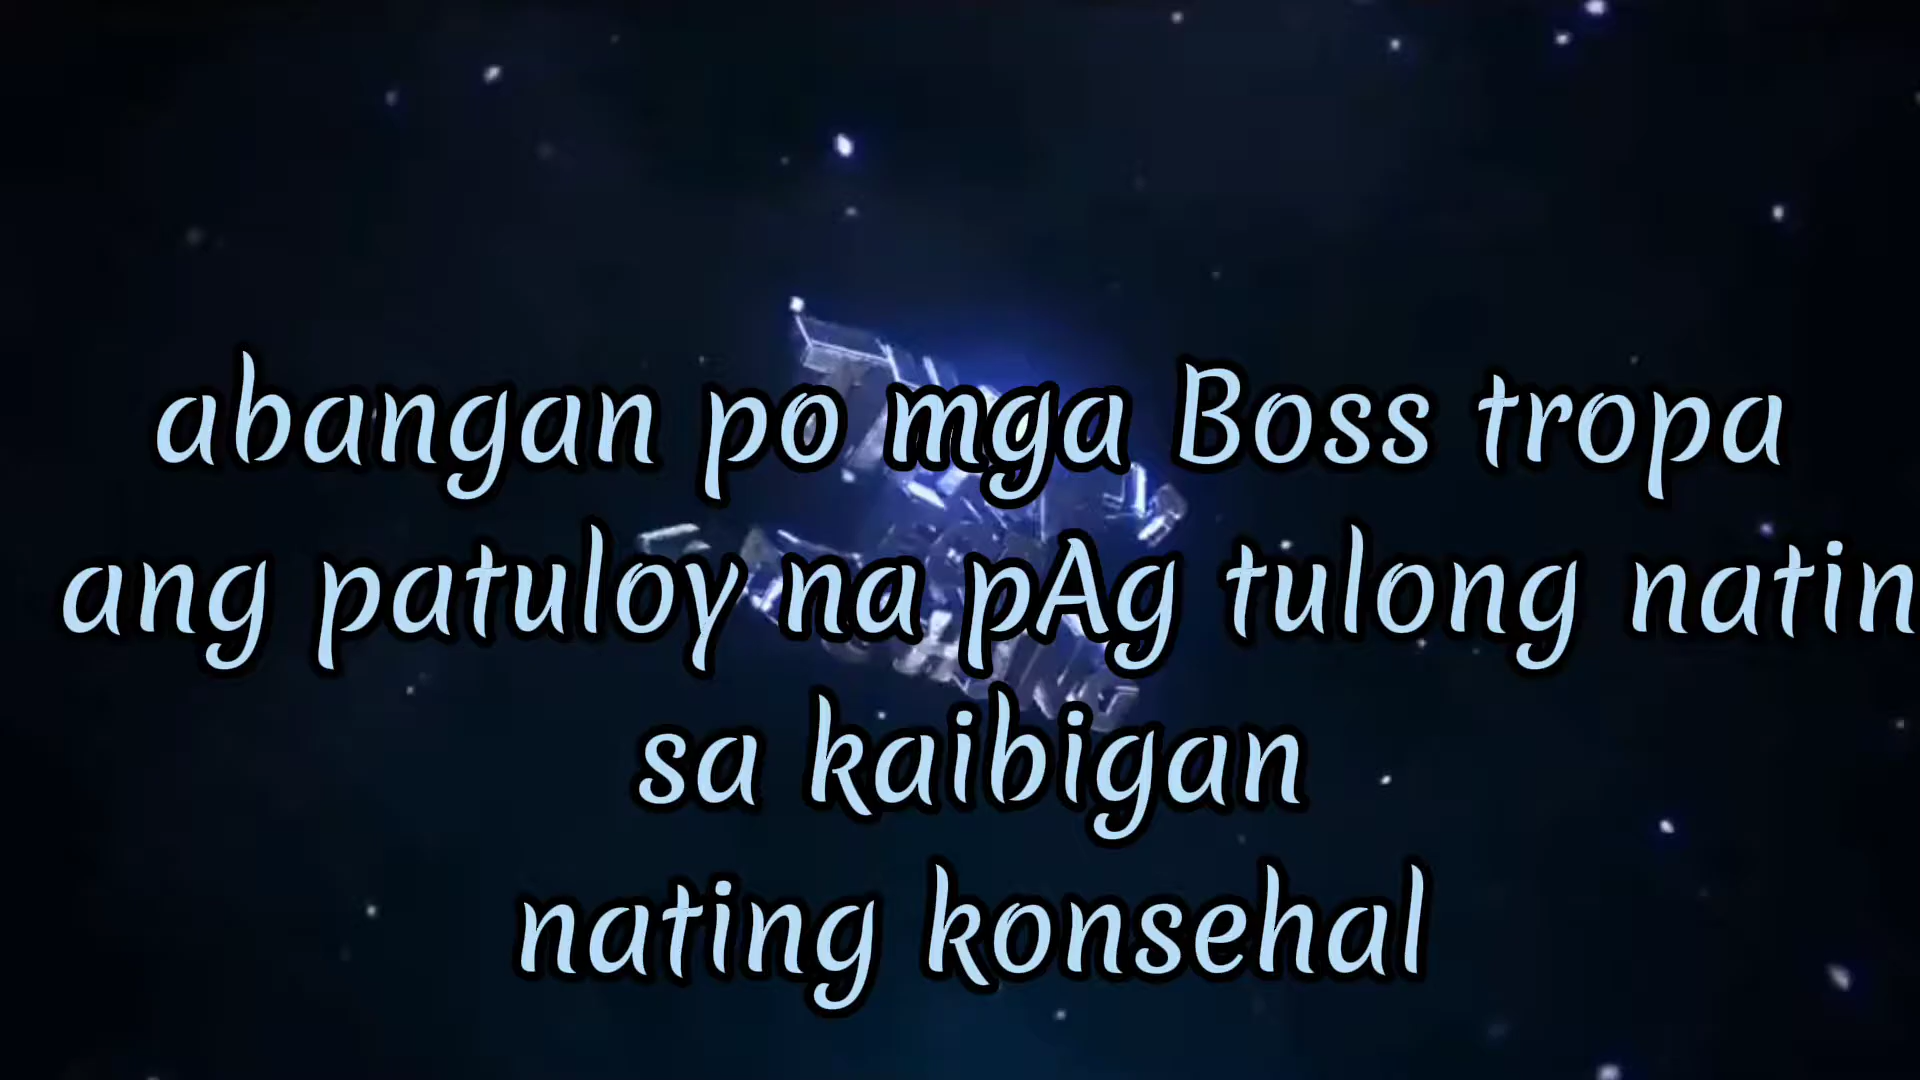 abangan po mga Boss tropa
ang patuloy na pAg tulong natin
sa kaibigan
nating konsehal